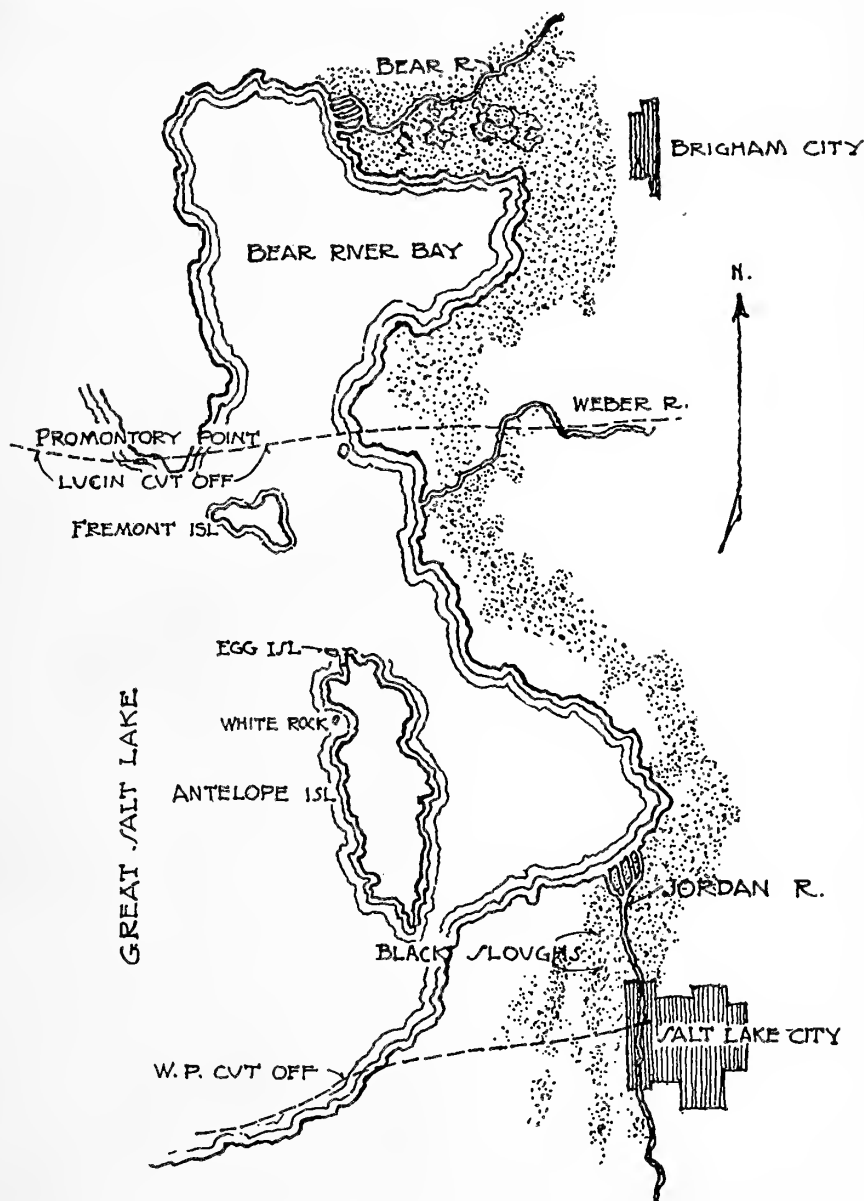 BEAR R.
BRIGHAM CITY
BEAR RIVER BAY
N.
WEBER R.
PROMONTORY POINT
LUCIN CUT OFF
FREMONT ISL
EGG ISL
WHITE ROCK
ANTELOPE ISL
GREAT SALT LAKE
JORDAN R.
BLACK SLOUGHS
SALT LAKE CITY
W.P. CUT OFF